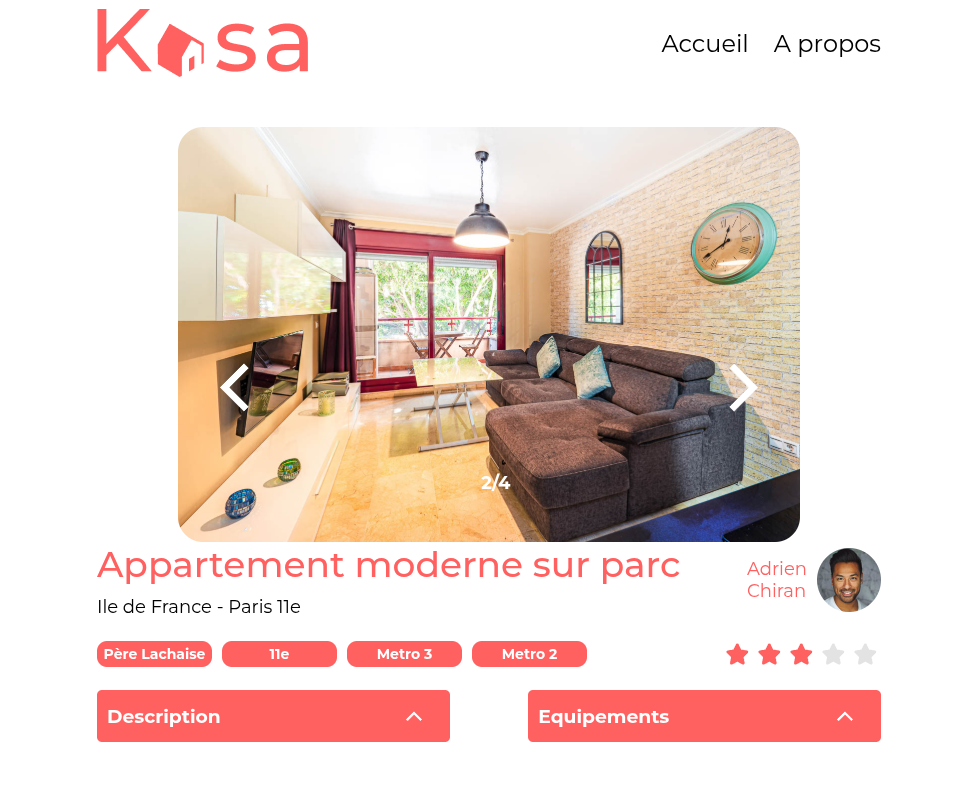 Kasa
Accueil A propos
2/4
Appartement moderne sur parc
Adrien
Chiran
Ile de France - Paris 11e
Père Lachaise 11e Metro 3 Metro 2
Description Equipements